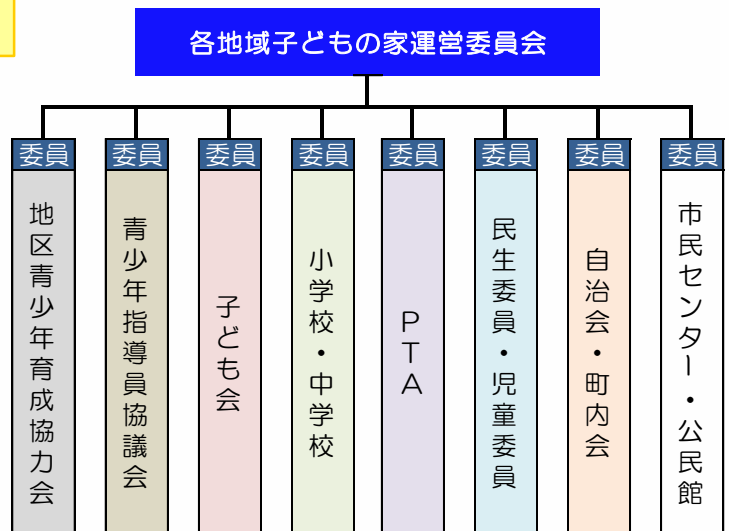 各地域子どもの家運営委員会
委員
委員
委員
委員
委員
委員
委員
委員
地区青少年育成協力会
青少年指導員協議会
子ども会
小学校・中学校
PTA
民生委員・児童委員
自治会・町内会
市民センター・公民館